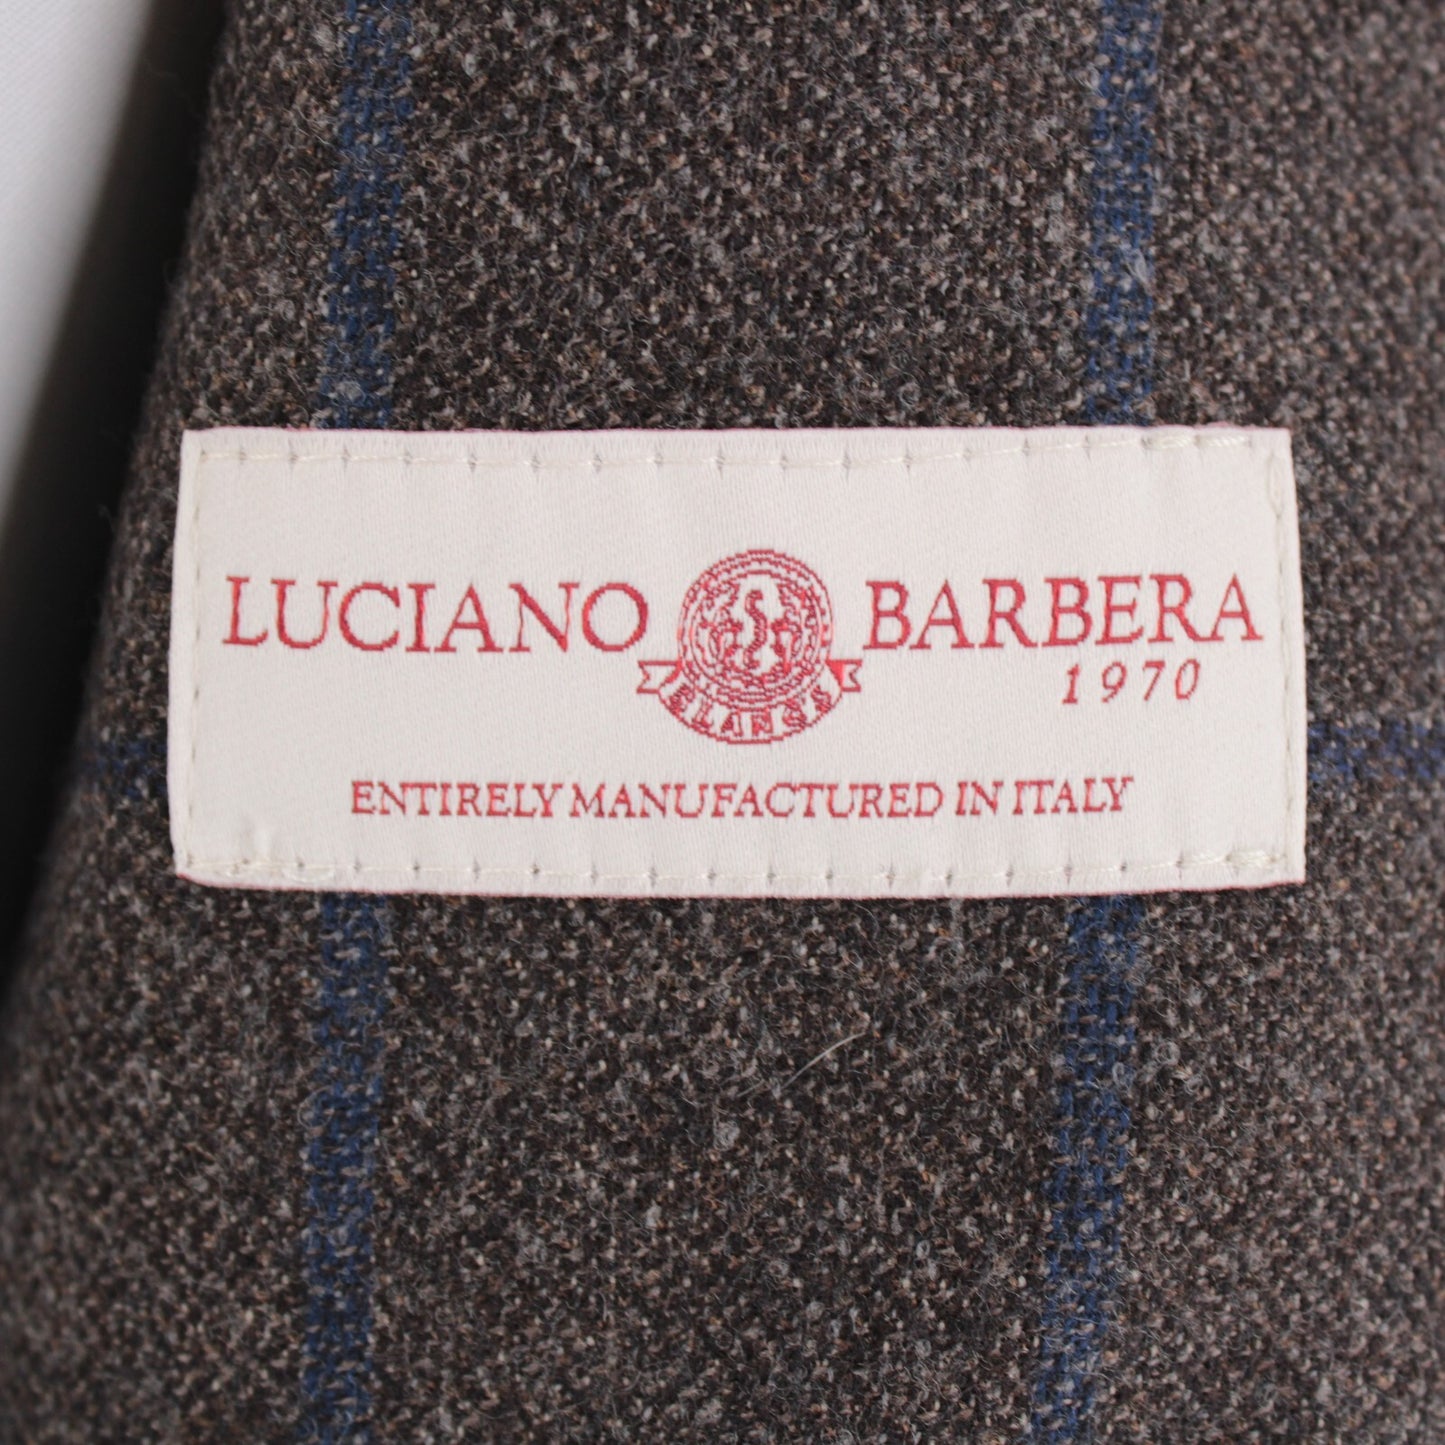 LUCIANO BARBERA
1970
ENTIRELY MANUFACTURED IN ITALY